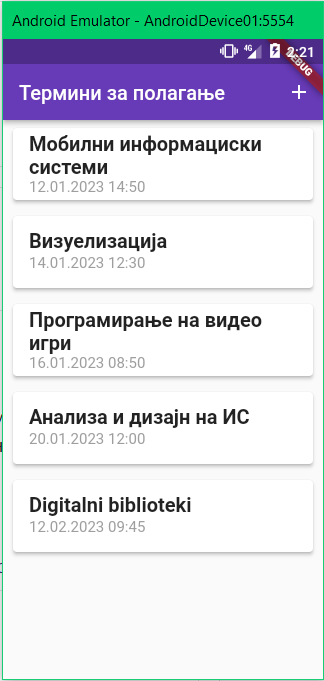 Android Emulator - AndroidDevice01:5554
4G 3:21
DEBUG
Термини за полагање +
Мобилни информациски
системи
12.01.2023 14:50
Визуелизација
14.01.2023 12:30
Програмирање на видео
игри
16.01.2023 08:50
Анализа и дизајн на ИС
20.01.2023 12:00
Digitalni biblioteki
12.02.2023 09:45